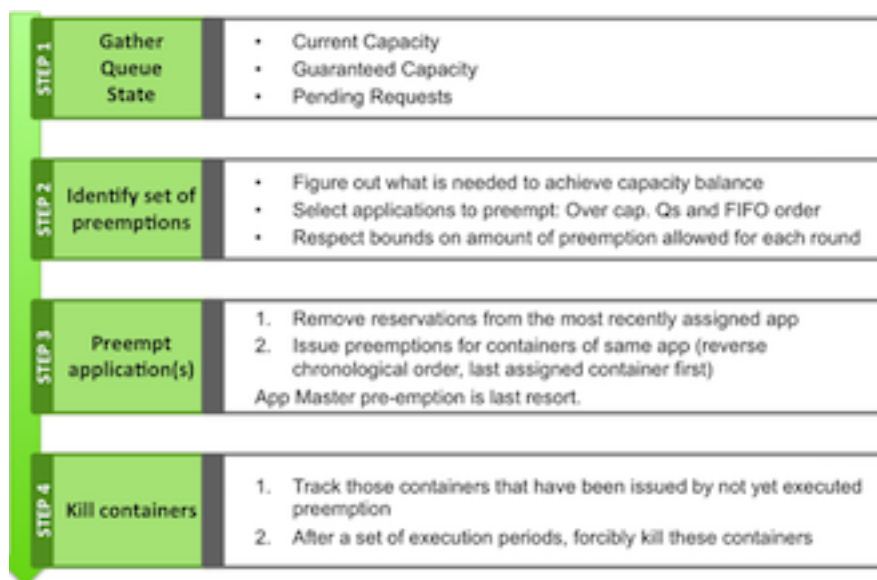 STEP 1
Gather
Queue
State
• Current Capacity
• Guaranteed Capacity
• Pending Requests
STEP 2
Identify set of
preemptions
• Figure out what is needed to achieve capacity balance
• Select applications to preempt: Over cap. Qs and FIFO order
• Respect bounds on amount of preemption allowed for each round
STEP 3
Preempt
application(s)
1. Remove reservations from the most recently assigned app
2. Issue preemptions for containers of same app (reverse
chronological order, last assigned container first)
App Master pre-emption is last resort.
STEP 4
Kill containers
1. Track those containers that have been issued by not yet executed
preemption
2. After a set of execution periods, forcibly kill these containers